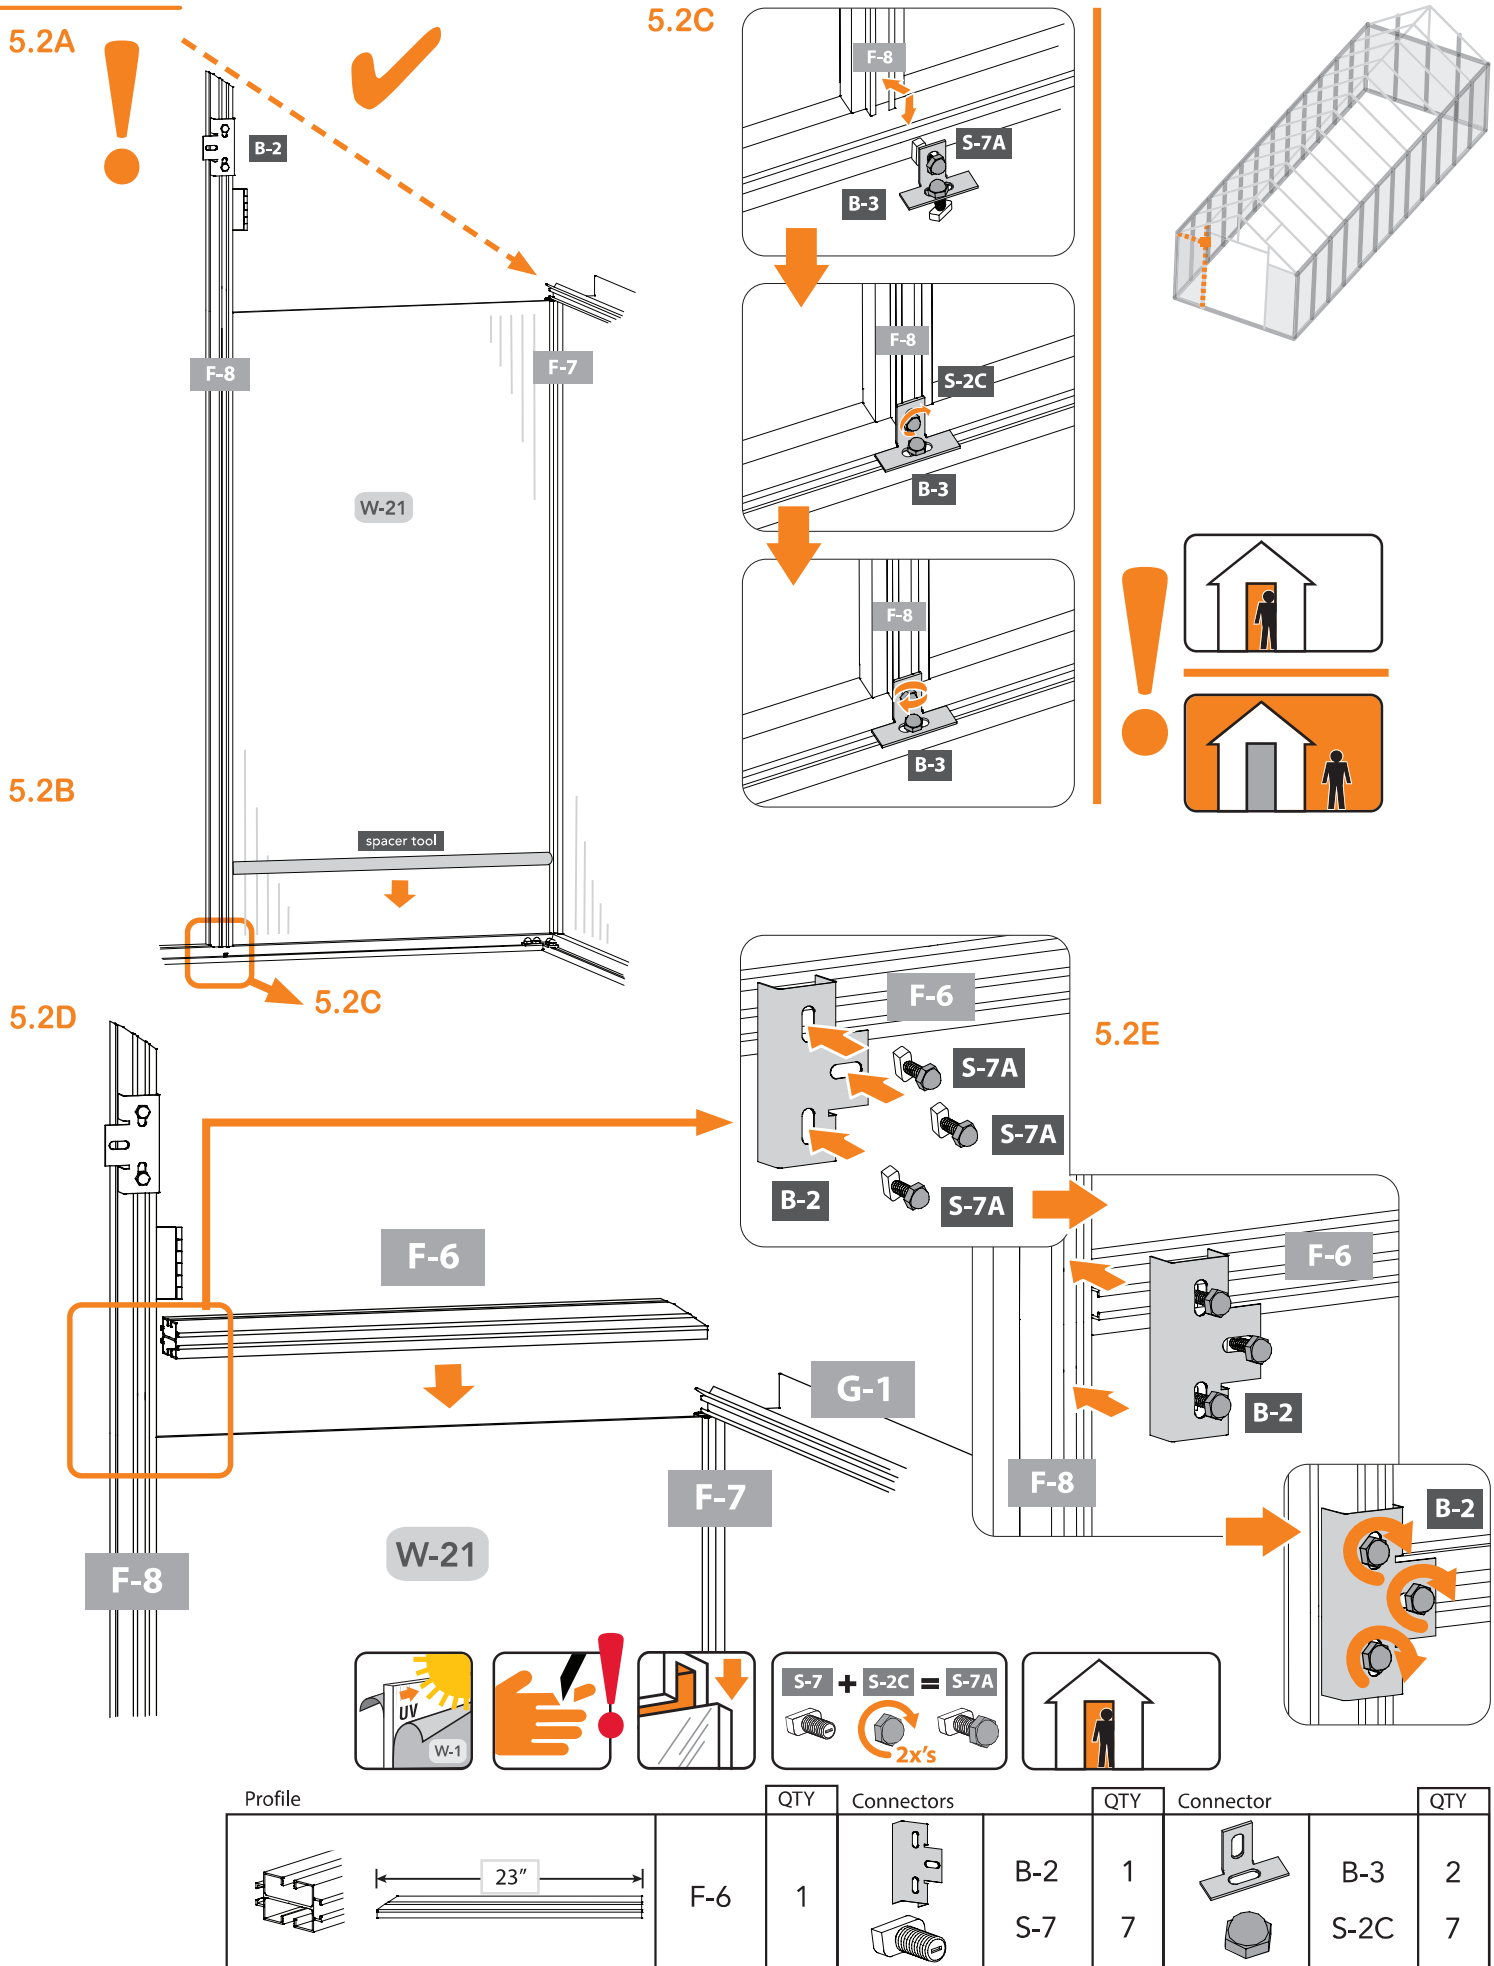 5.2A
B-2
F-8
F-7
W-21
5.2B
spacer tool
5.2C
5.2C
F-8
S-7A
B-3
F-8
S-2C
B-3
F-8
B-3
5.2D
F-6
G-1
F-7
W-21
F-8
5.2E
F-6
S-7A
S-7A
S-7A
B-2
F-6
B-2
F-8
B-2
UV
W-1
S-7 + S-2C = S-7A
2x's
Profile QTY Connectors QTY Connector QTY
23" F-6 1
B-2 1 B-3 2
S-7 7 S-2C 7